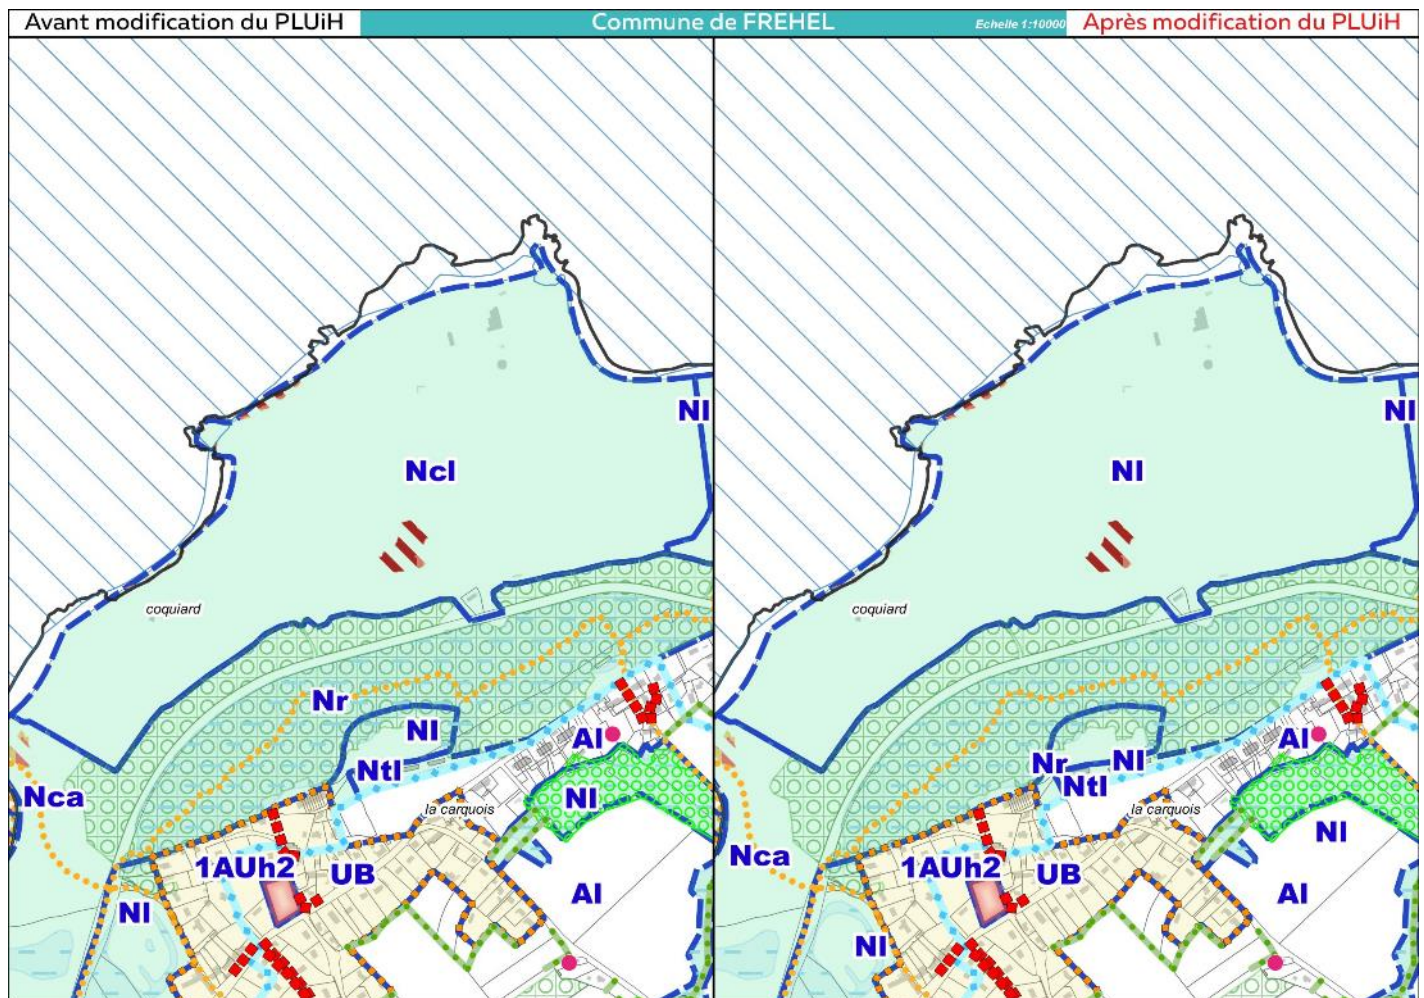 Avant modification du PLUiH
Commune de FREHEL
Echelle 1:10000
Après modification du PLUiH
Nl
Ncl
coquiard
Nr
Nl
Al
Ntl
Nca
Nl
la carquois
1AUh2
UB
Al
Nl
Nl
Nl
coquiard
Al
Nr
Nl
Ntl
la carquois
Nl
Nca
1AUh2
UB
Al
Nl